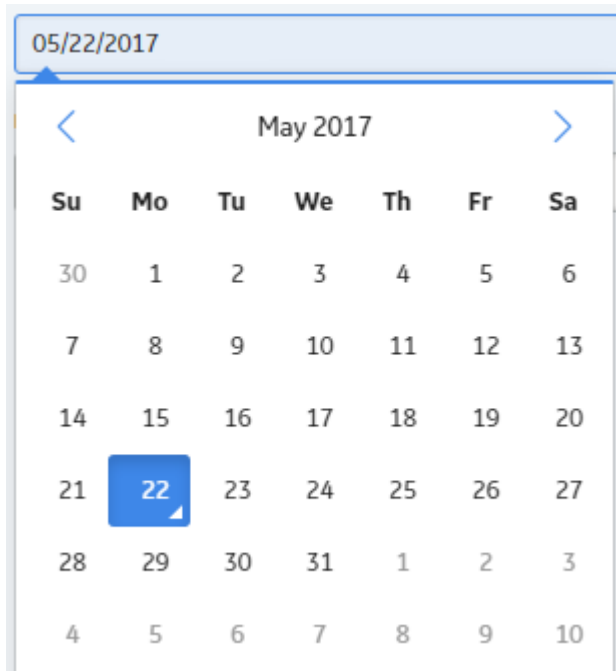 05/22/2017
May 2017
Su Mo Tu We Th Fr Sa
30 1 2 3 4 5 6
7 8 9 10 11 12 13
14 15 16 17 18 19 20
21 22 23 24 25 26 27
28 29 30 31 1 2 3
4 5 6 7 8 9 10